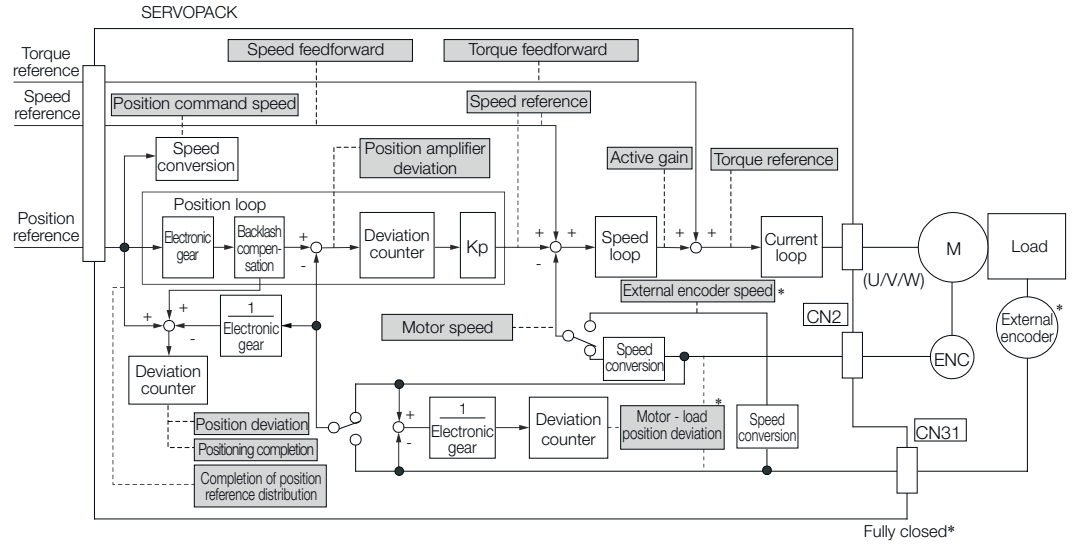 SERVOPACK
Torque
reference
Speed
reference
Position
reference
Speed feedforward
Torque feedforward
Position command speed
Speed reference
Speed
conversion
Position amplifier
deviation
Active gain
Torque reference
Position loop
Electronic
gear
Backlash
compen-
sation
+
-
Deviation
counter
Kp
+
+
-
Speed
loop
+
+
Current
loop
(U/V/W)
M
Load
External encoder speed *
CN2
External
encoder
*
+
+
-
1
Electronic
gear
Motor speed
Speed
conversion
ENC
Deviation
counter
Position deviation
Positioning completion
Completion of position
reference distribution
+
-
1
Electronic
gear
Deviation
counter
Motor - load
position deviation
*
Speed
conversion
CN31
Fully closed*